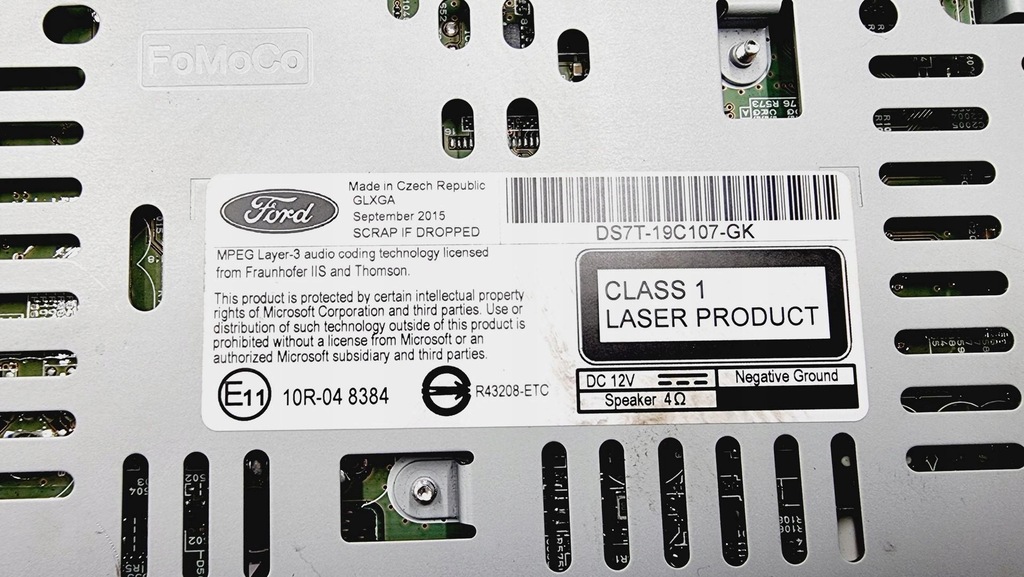 FoMoCo
Ford
Made in Czech Republic
GLXGA
September 2015
SCRAP IF DROPPED
DS7T-19C107-GK
MPEG Layer-3 audio coding technology licensed
from Fraunhofer IIS and Thomson.
This product is protected by certain intellectual property
rights of Microsoft Corporation and third parties. Use or
distribution of such technology outside of this product is
prohibited without a license from Microsoft or an
authorized Microsoft subsidiary and third parties.
CLASS 1
LASER PRODUCT
E11
10R-04 8384
R43208-ETC
DC 12V
Negative Ground
Speaker 4Ω